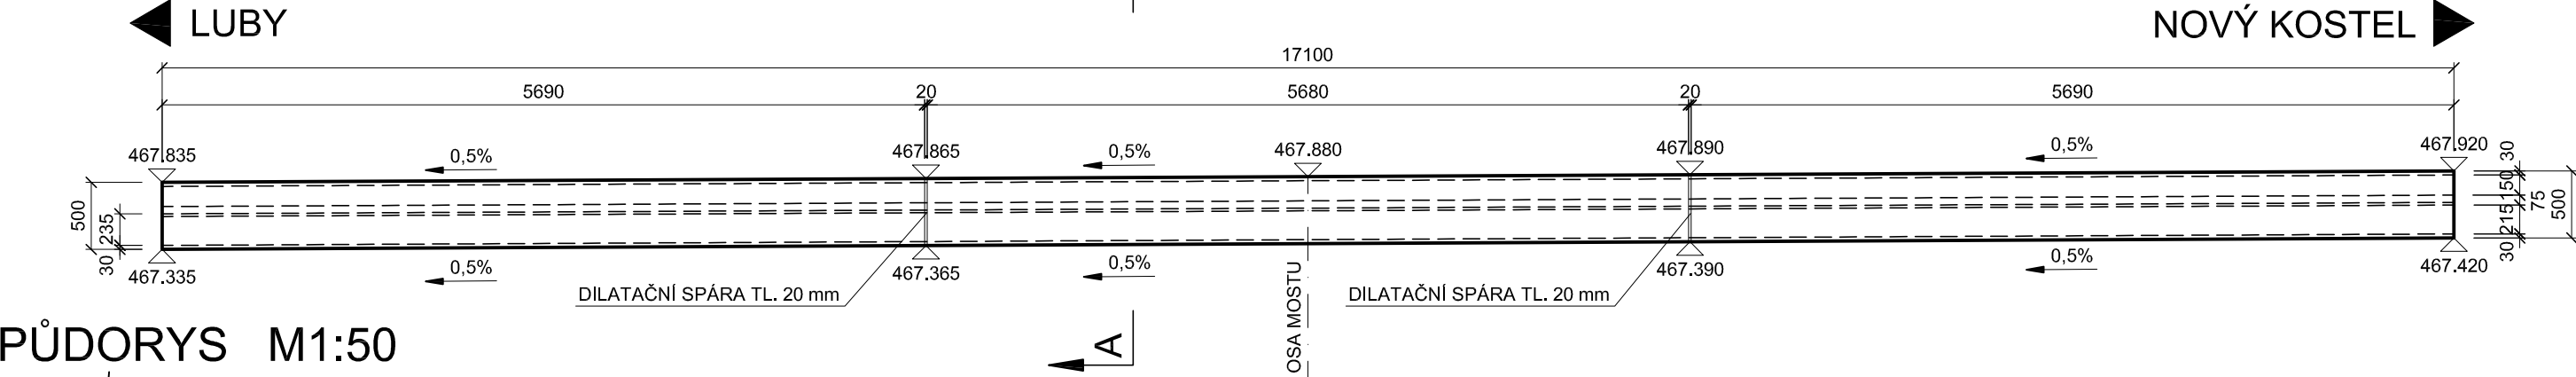 LUBY NOVÝ KOSTEL
17100
5690 20 5680 20 5690
467.835 0,5% 467.865 0,5% 467.880 467.890 0,5% 467.920
500 235 30
30 150 75 215 30 500
467.335 0,5% 467.365 0,5% 467.390 0,5% 467.420
DILATAČNÍ SPÁRA TL. 20 mm DILATAČNÍ SPÁRA TL. 20 mm
OSA MOSTU
A
PŮDORYS M1:50